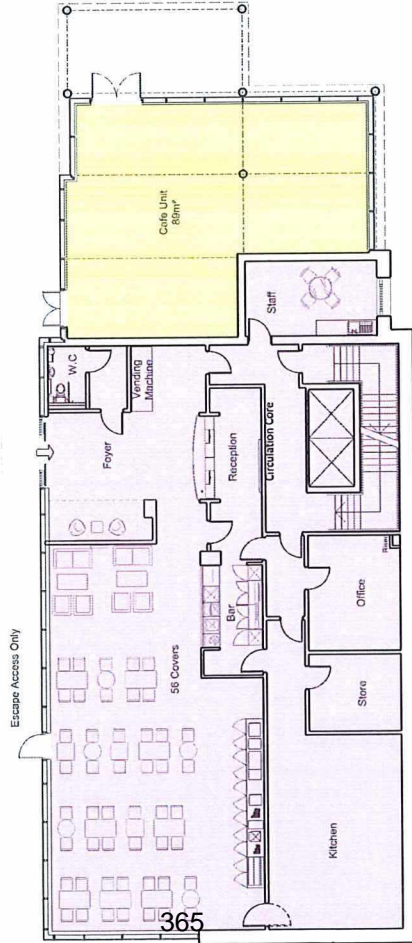 Cafe Unit
89m²
Staff
W.C
Vending
Machine
Foyer
Reception
Circulation Core
Escape Access Only
56 Covers
Bar
Office
Store
Kitchen
365